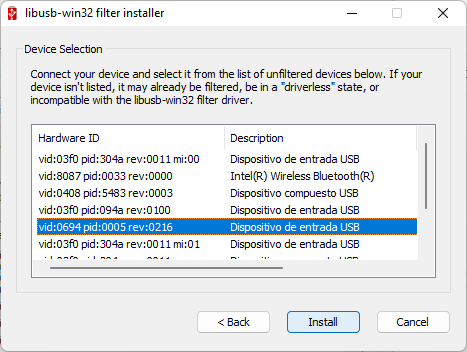 libusb-win32 filter installer
Device Selection
Connect your device and select it from the list of unfiltered devices below. If your
device isn't listed, it may already be filtered, be in a "driverless" state, or
incompatible with the libusb-win32 filter driver.
Hardware ID Description
vid:03f0 pid:304a rev:0011 mi:00 Dispositivo de entrada USB
vid:8087 pid:0033 rev:0000 Intel(R) Wireless Bluetooth(R)
vid:0408 pid:5483 rev:0003 Dispositivo compuesto USB
vid:03f0 pid:094a rev:0100 Dispositivo de entrada USB
vid:0694 pid:0005 rev:0216 Dispositivo de entrada USB
vid:03f0 pid:304a rev:0011 mi:01 Dispositivo de entrada USB
< Back Install Cancel